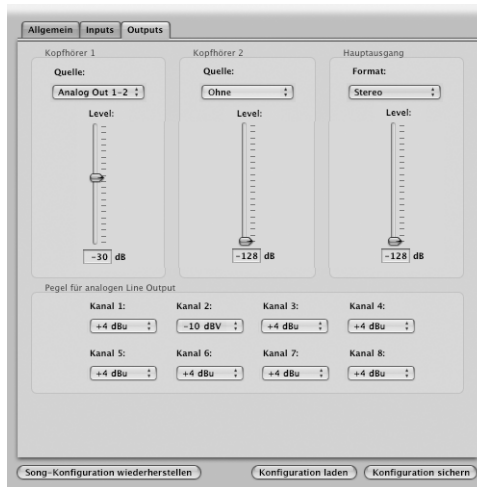 Allgemein Inputs Outputs
Kopfhörer 1 Kopfhörer 2 Hauptausgang
Quelle: Quelle: Format:
Analog Out 1-2 Ohne Stereo
Level: Level: Level:
-30 dB -128 dB -128 dB
Pegel für analogen Line Output
Kanal 1: Kanal 2: Kanal 3: Kanal 4:
+4 dBu -10 dBV +4 dBu +4 dBu
Kanal 5: Kanal 6: Kanal 7: Kanal 8:
+4 dBu +4 dBu +4 dBu +4 dBu
Song-Konfiguration wiederherstellen Konfiguration laden Konfiguration sichern